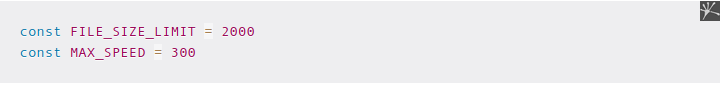 const FILE_SIZE_LIMIT = 2000
const MAX_SPEED = 300